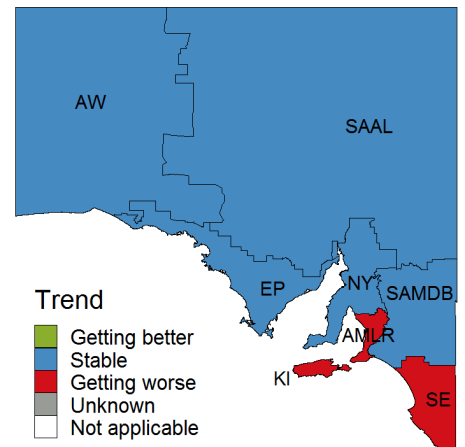 AW
SAAL
EP
NY
SAMDB
AMLR
KI
SE
Trend
Getting better
Stable
Getting worse
Unknown
Not applicable